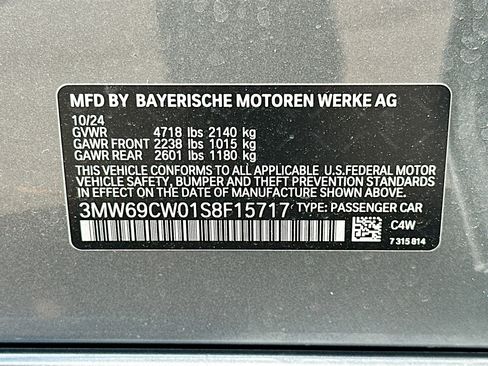 MFD BY BAYERISCHE MOTOREN WERKE AG
10/24
GVWR 4718 lbs 2140 kg
GAWR FRONT 2238 lbs 1015 kg
GAWR REAR 2601 lbs 1180 kg
THIS VEHICLE CONFORMS TO ALL APPLICABLE U.S.FEDERAL MOTOR
VEHICLE SAFETY, BUMPER AND THEFT PREVENTION STANDARDS
IN EFFECT ON THE DATE OF MANUFACTURE SHOWN ABOVE.
3MW69CW01S8F15717 TYPE: PASSENGER CAR
C4W
7 315 814